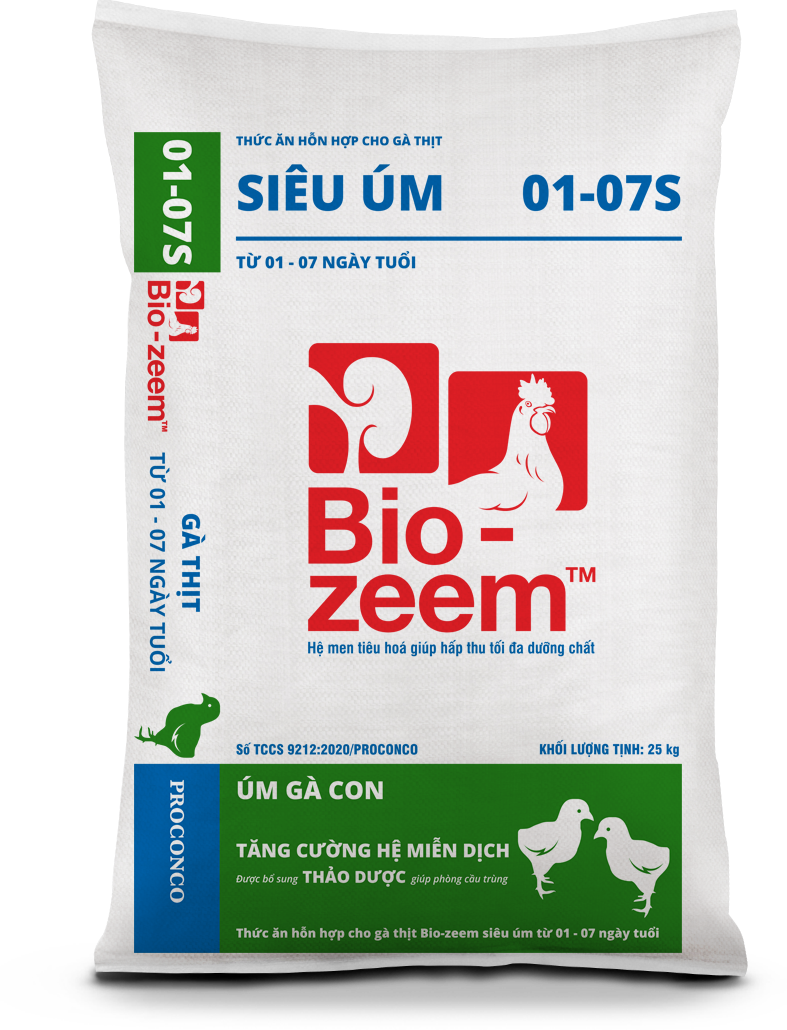 THỨC ĂN HỖN HỢP CHO GÀ THỊT
SIÊU ÚM 01-07S
TỪ 01 - 07 NGÀY TUỔI
01-07S
Bio-zeem™
GÀ THỊT
TỪ 01 - 07 NGÀY TUỔI
PROCONCO
Bio-
zeem™
Hệ men tiêu hoá giúp hấp thu tối đa dưỡng chất
Số TCCS 9212:2020/PROCONCO
KHỐI LƯỢNG TỊNH: 25 kg
ÚM GÀ CON
TĂNG CƯỜNG HỆ MIỄN DỊCH
Được bổ sung THẢO DƯỢC giúp phòng cầu trùng
Thức ăn hỗn hợp cho gà thịt Bio-zeem siêu úm từ 01 - 07 ngày tuổi